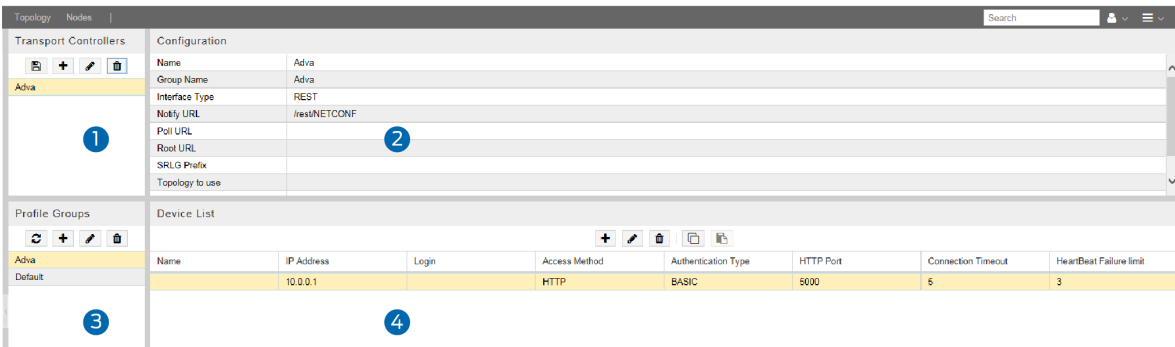 Topology Nodes | Search
Transport Controllers
Adva
1
Configuration
Name Adva
Group Name Adva
Interface Type REST
Notify URL /rest/NETCONF
Poll URL
Root URL
SRLG Prefix
Topology to use
2
Profile Groups
Adva
Default
3
Device List
Name IP Address Login Access Method Authentication Type HTTP Port Connection Timeout HeartBeat Failure limit
10.0.0.1 HTTP BASIC 5000 5 3
4